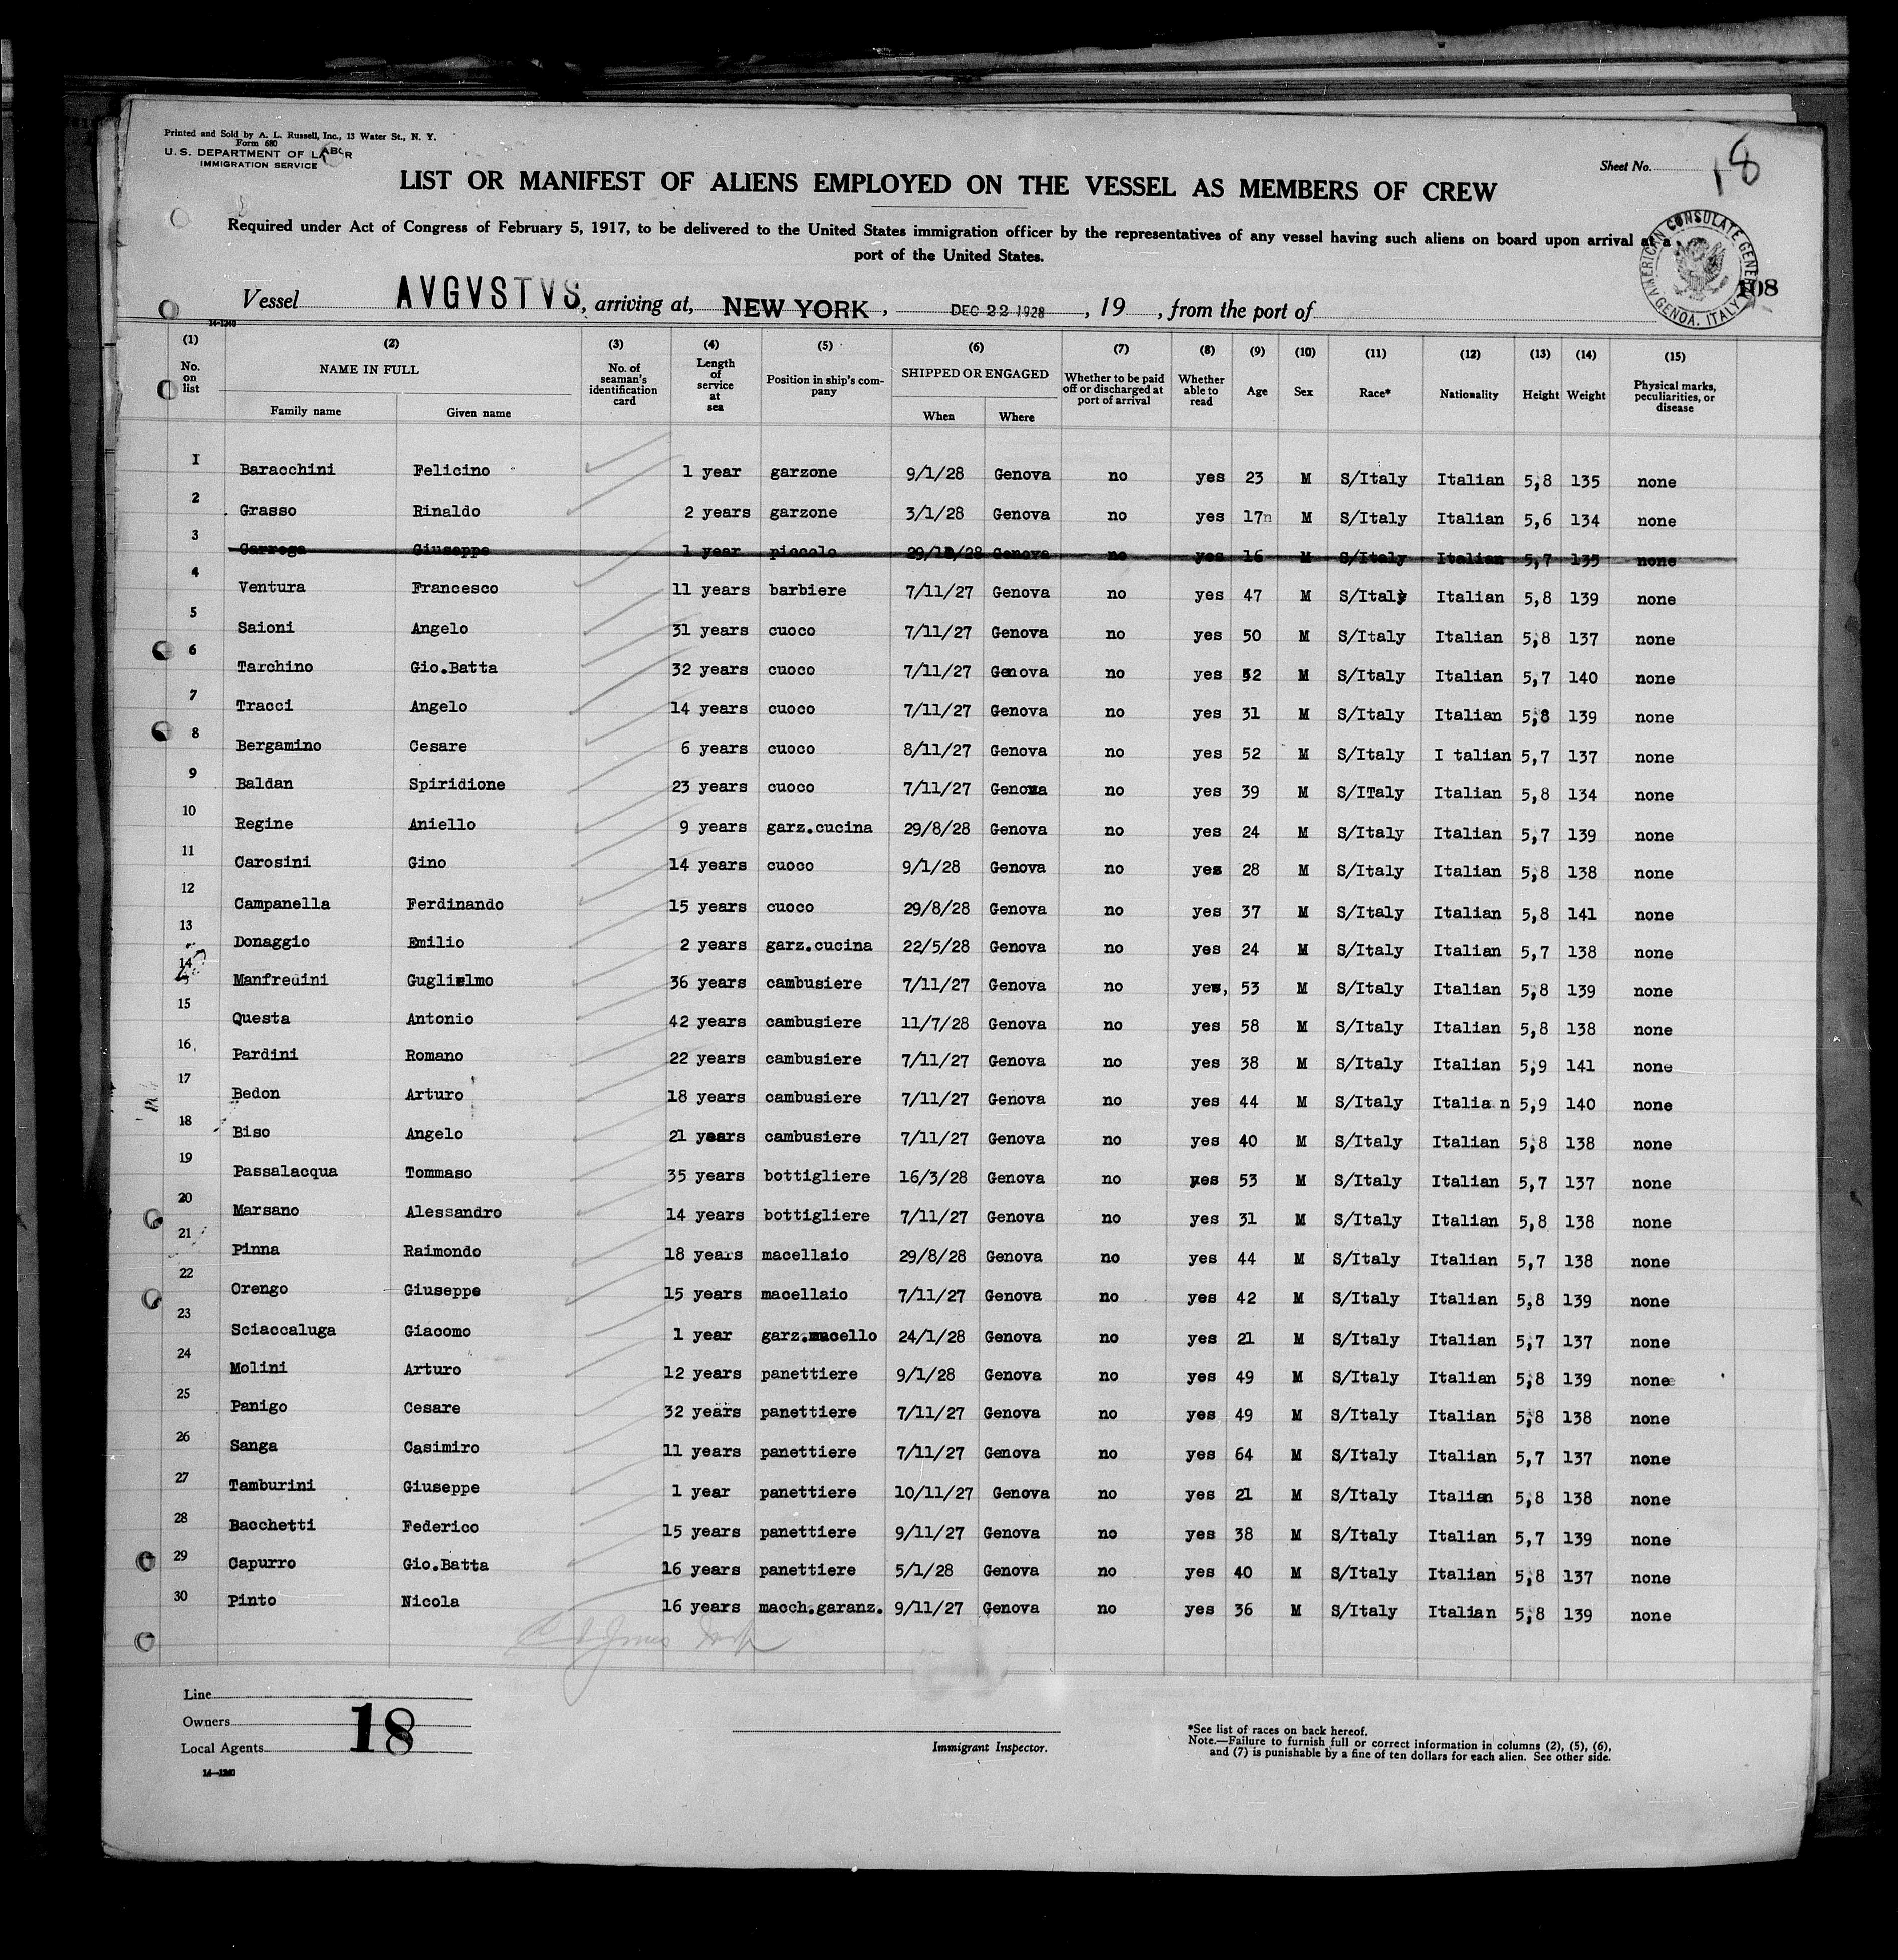 Printed and Sold by A. L. Russell, Inc., 13 Water St., N. Y.
Form 680
U. S. DEPARTMENT OF LABOR
IMMIGRATION SERVICE
Sheet No. 18
LIST OR MANIFEST OF ALIENS EMPLOYED ON THE VESSEL AS MEMBERS OF CREW
Required under Act of Congress of February 5, 1917, to be delivered to the United States immigration officer by the representatives of any vessel having such aliens on board upon arrival at a
port of the United States.
AMERICAN CONSULATE GENERAL GENOA, ITALY
108
Vessel AVGVSTVS, arriving at, NEW YORK, DEC 22 1928, 19 , from the port of
14-1240
(1) (2) (3) (4) (5) (6) (7) (8) (9) (10) (11) (12) (13) (14) (15)
No. on list NAME IN FULL Family name Given name No. of seaman's identification card Length of service at sea Position in ship's company SHIPPED OR ENGAGED When Where Whether to be paid off or discharged at port of arrival Whether able to read Age Sex Race* Nationality Height Weight Physical marks, peculiarities, or disease
1 Baracchini Felicino 1 year garzone 9/1/28 Genova no yes 23 M S/Italy Italian 5,8 135 none
2 Grasso Rinaldo 2 years garzone 3/1/28 Genova no yes 17n M S/Italy Italian 5,6 134 none
3 Carrega Giuseppe 1 year piccolo 29/10/28 Genova no yes 16 M S/Italy Italian 5,7 135 none
4 Ventura Francesco 11 years barbiere 7/11/27 Genova no yes 47 M S/Italy Italian 5,8 139 none
5 Saioni Angelo 31 years cuoco 7/11/27 Genova no yes 50 M S/Italy Italian 5,8 137 none
6 Tarchino Gio.Batta 32 years cuoco 7/11/27 Genova no yes 52 M S/Italy Italian 5,7 140 none
7 Tracci Angelo 14 years cuoco 7/11/27 Genova no yes 31 M S/Italy Italian 5,8 139 none
8 Bergamino Cesare 6 years cuoco 8/11/27 Genova no yes 52 M S/Italy I talian 5,7 137 none
9 Baldan Spiridione 23 years cuoco 7/11/27 Genova no yes 39 M S/ITaly Italian 5,8 134 none
10 Regine Aniello 9 years garz.cucina 29/8/28 Genova no yes 24 M S/Italy Italian 5,7 139 none
11 Carosini Gino 14 years cuoco 9/1/28 Genova no yes 28 M S/Italy Italian 5,8 138 none
12 Campanella Ferdinando 15 years cuoco 29/8/28 Genova no yes 37 M S/Italy Italian 5,8 141 none
13 Donaggio Emilio 2 years garz.cucina 22/5/28 Genova no yes 24 M S/Italy Italian 5,7 138 none
14 Manfredini Guglielmo 36 years cambusiere 7/11/27 Genova no yes, 53 M S/Italy Italian 5,8 139 none
15 Questa Antonio 42 years cambusiere 11/7/28 Genova no yes 58 M S/Italy Italian 5,8 138 none
16 Pardini Romano 22 years cambusiere 7/11/27 Genova no yes 38 M S/Italy Italian 5,9 141 none
17 Bedon Arturo 18 years cambusiere 7/11/27 Genova no yes 44 M S/Italy Italia n 5,9 140 none
18 Biso Angelo 21 years cambusiere 7/11/27 Genova no yes 40 M S/Italy Italian 5,8 138 none
19 Passalacqua Tommaso 35 years bottigliere 16/3/28 Genova no yes 53 M S/Italy Italian 5,7 137 none
20 Marsano Alessandro 14 years bottigliere 7/11/27 Genova no yes 31 M S/Italy Italian 5,8 138 none
21 Pinna Raimondo 18 years macellaio 29/8/28 Genova no yes 44 M S/Italy Italian 5,7 138 none
22 Orengo Giuseppe 15 years macellaio 7/11/27 Genova no yes 42 M S/Italy Italian 5,8 139 none
23 Sciaccaluga Giacomo 1 year garz.macello 24/1/28 Genova no yes 21 M S/Italy Italian 5,7 137 none
24 Molini Arturo 12 years panettiere 9/1/28 Genova no yes 49 M S/Italy Italian 5,8 139 none
25 Panigo Cesare 32 years panettiere 7/11/27 Genova no yes 49 M S/Italy Italian 5,8 138 none
26 Sanga Casimiro 11 years panettiere 7/11/27 Genova no yes 64 M S/Italy Italian 5,7 137 none
27 Tamburini Giuseppe 1 year panettiere 10/11/27 Genova no yes 21 M S/Italy Italian 5,8 138 none
28 Bacchetti Federico 15 years panettiere 9/11/27 Genova no yes 38 M S/Italy Italian 5,7 139 none
29 Capurro Gio.Batta 16 years panettiere 5/1/28 Genova no yes 40 M S/Italy Italian 5,8 137 none
30 Pinto Nicola 16 years macch.garanz. 9/11/27 Genova no yes 36 M S/Italy Italian 5,8 139 none
Line
Owners
Local Agents
18
14-1240
Immigrant Inspector.
*See list of races on back hereof.
Note.—Failure to furnish full or correct information in columns (2), (5), (6),
and (7) is punishable by a fine of ten dollars for each alien. See other side.